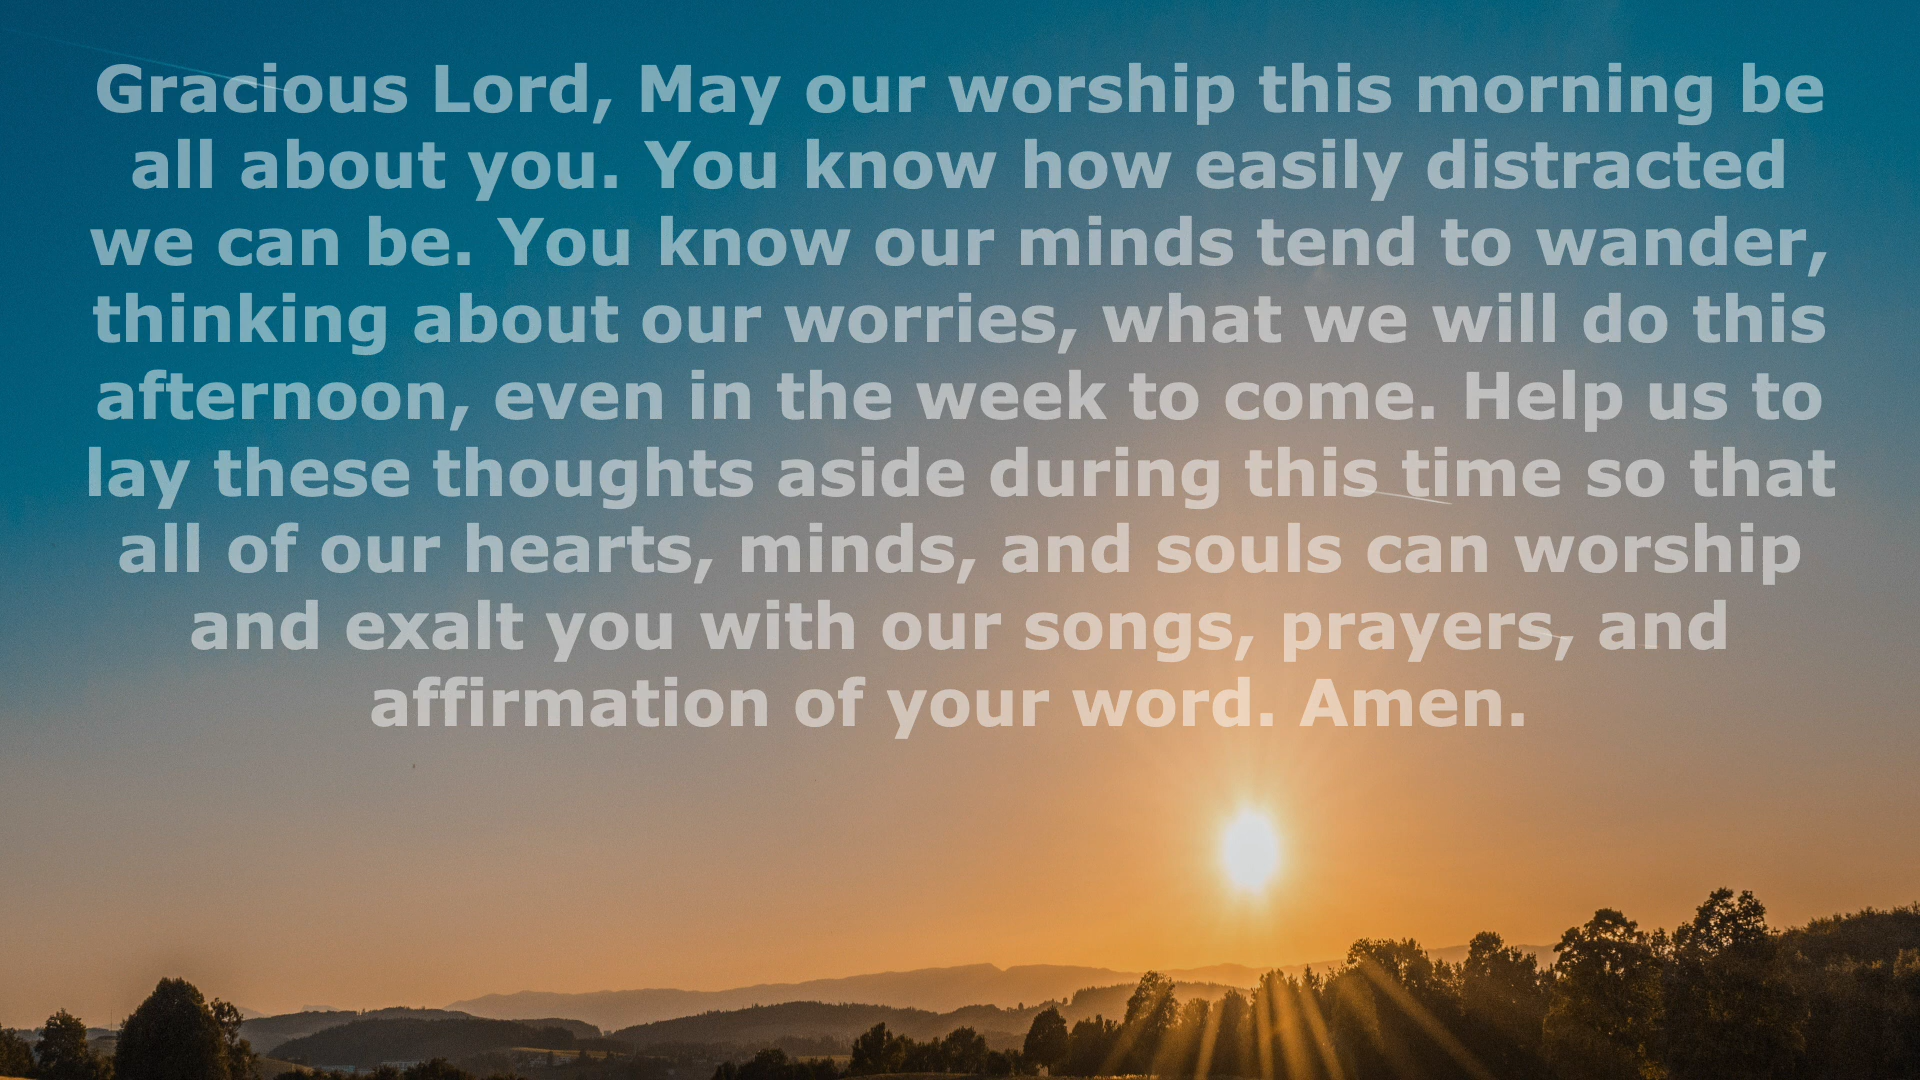 Gracious Lord, May our worship this morning be
all about you. You know how easily distracted
we can be. You know our minds tend to wander,
thinking about our worries, what we will do this
afternoon, even in the week to come. Help us to
lay these thoughts aside during this time so that
all of our hearts, minds, and souls can worship
and exalt you with our songs, prayers, and
affirmation of your word. Amen.